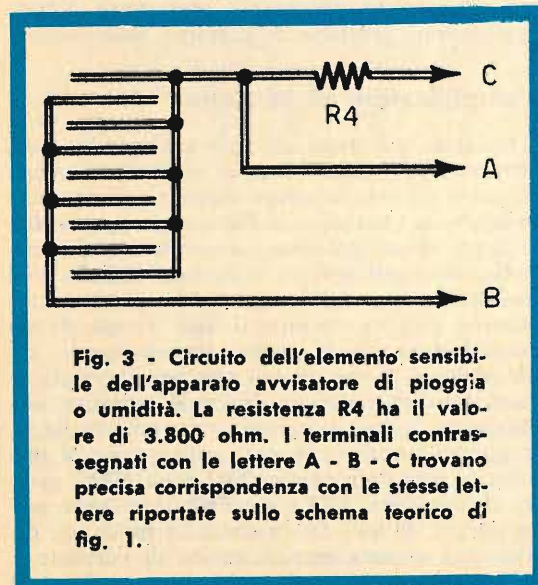 C
R4
A
B
Fig. 3 - Circuito dell'elemento sensibi-
le dell'apparato avvisatore di pioggia
o umidità. La resistenza R4 ha il valo-
re di 3.800 ohm. I terminali contras-
segnati con le lettere A - B - C trovano
precisa corrispondenza con le stesse let-
tere riportate sullo schema teorico di
fig. 1.